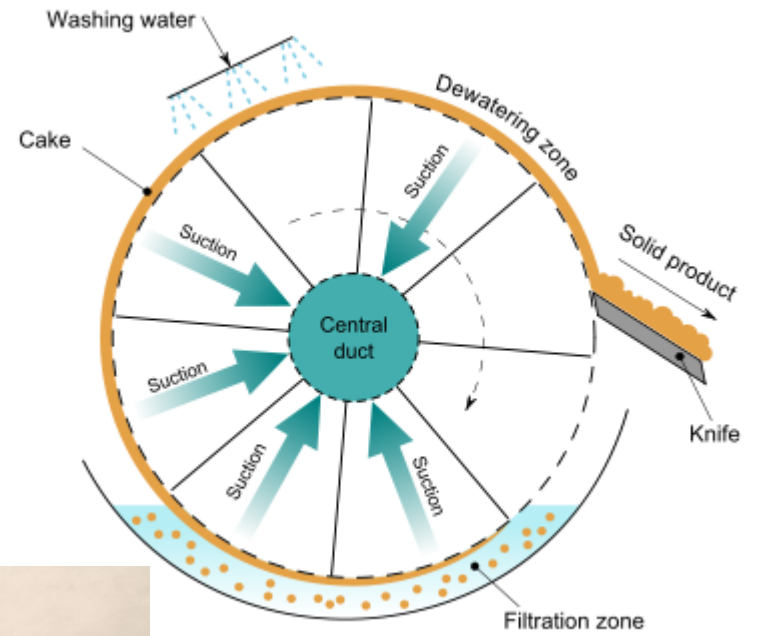 Washing water
Dewatering zone
Cake
Suction
Suction
Solid product
Central
duct
Suction
Knife
Suction
Suction
Filtration zone